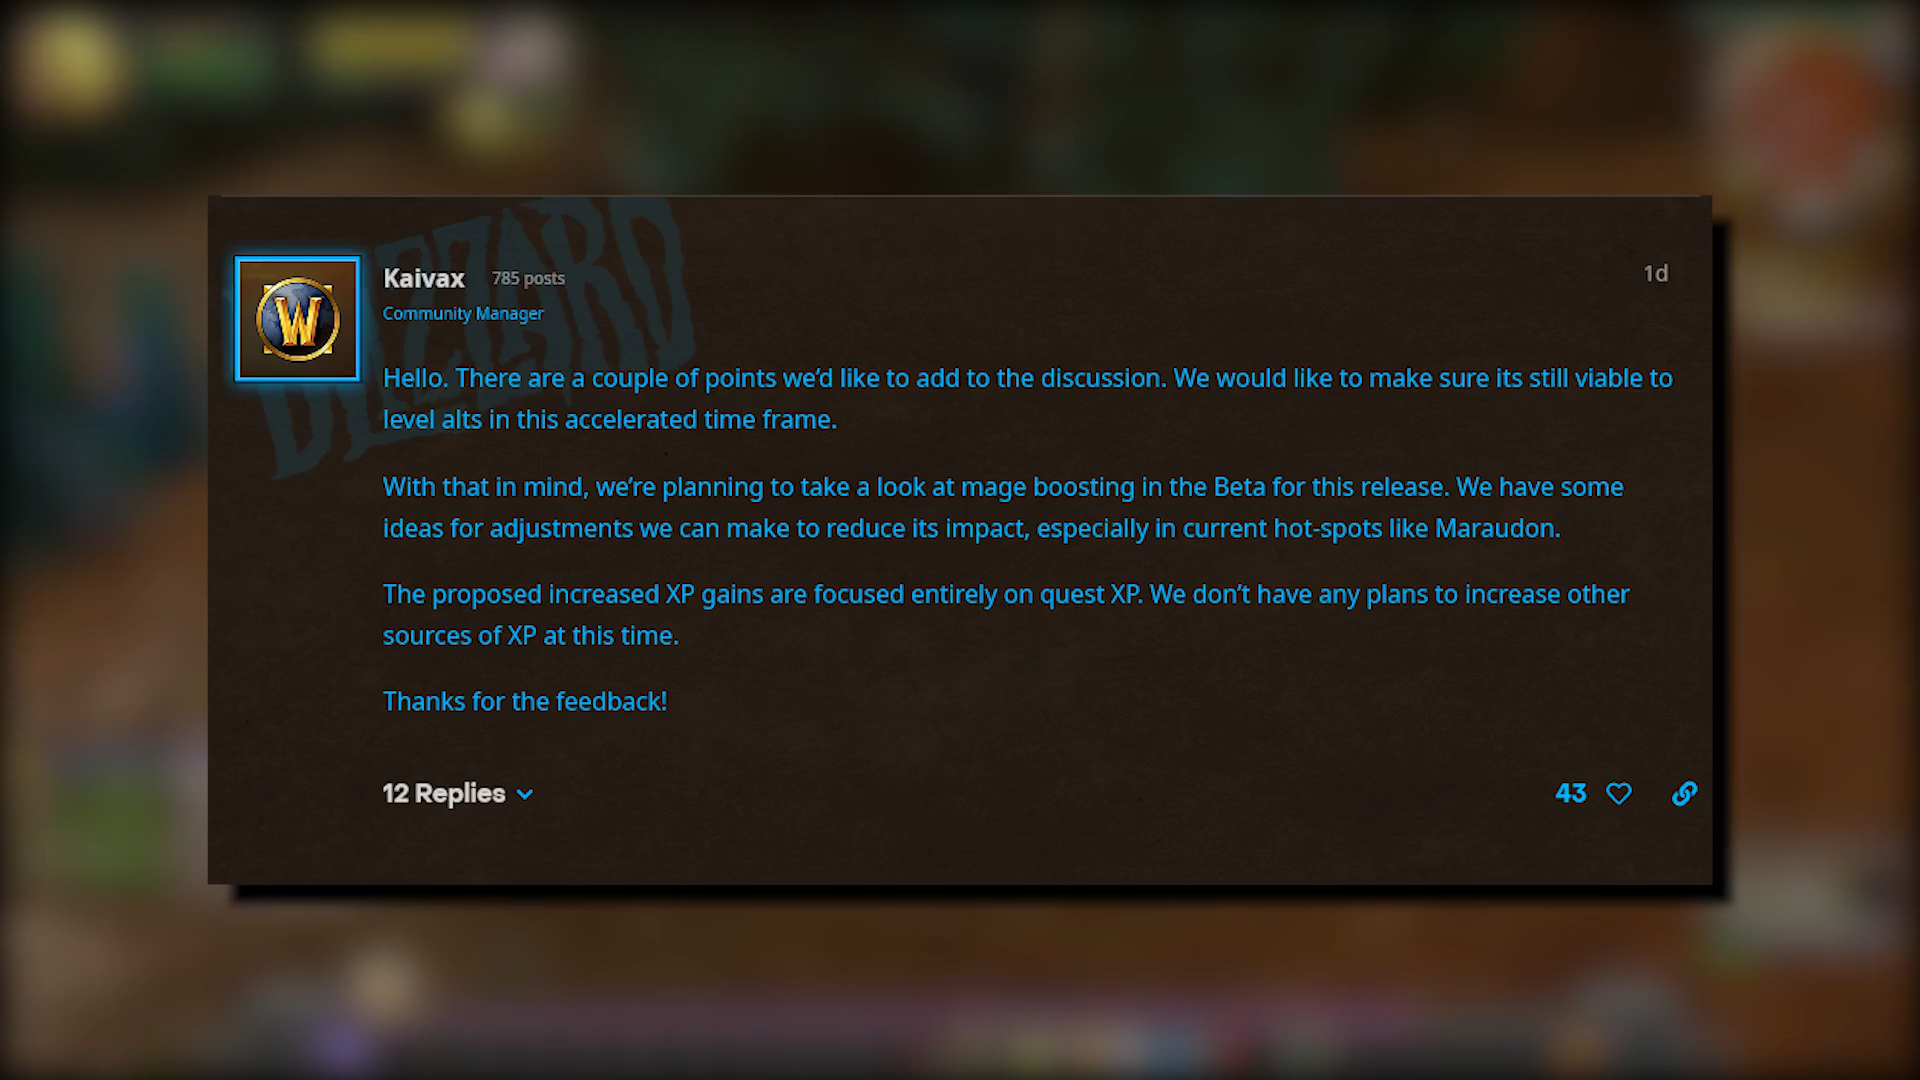 BLIZZARD
W
Kaivax 785 posts 1d
Community Manager
Hello. There are a couple of points we’d like to add to the discussion. We would like to make sure its still viable to
level alts in this accelerated time frame.
With that in mind, we’re planning to take a look at mage boosting in the Beta for this release. We have some
ideas for adjustments we can make to reduce its impact, especially in current hot-spots like Maraudon.
The proposed increased XP gains are focused entirely on quest XP. We don’t have any plans to increase other
sources of XP at this time.
Thanks for the feedback!
12 Replies 43